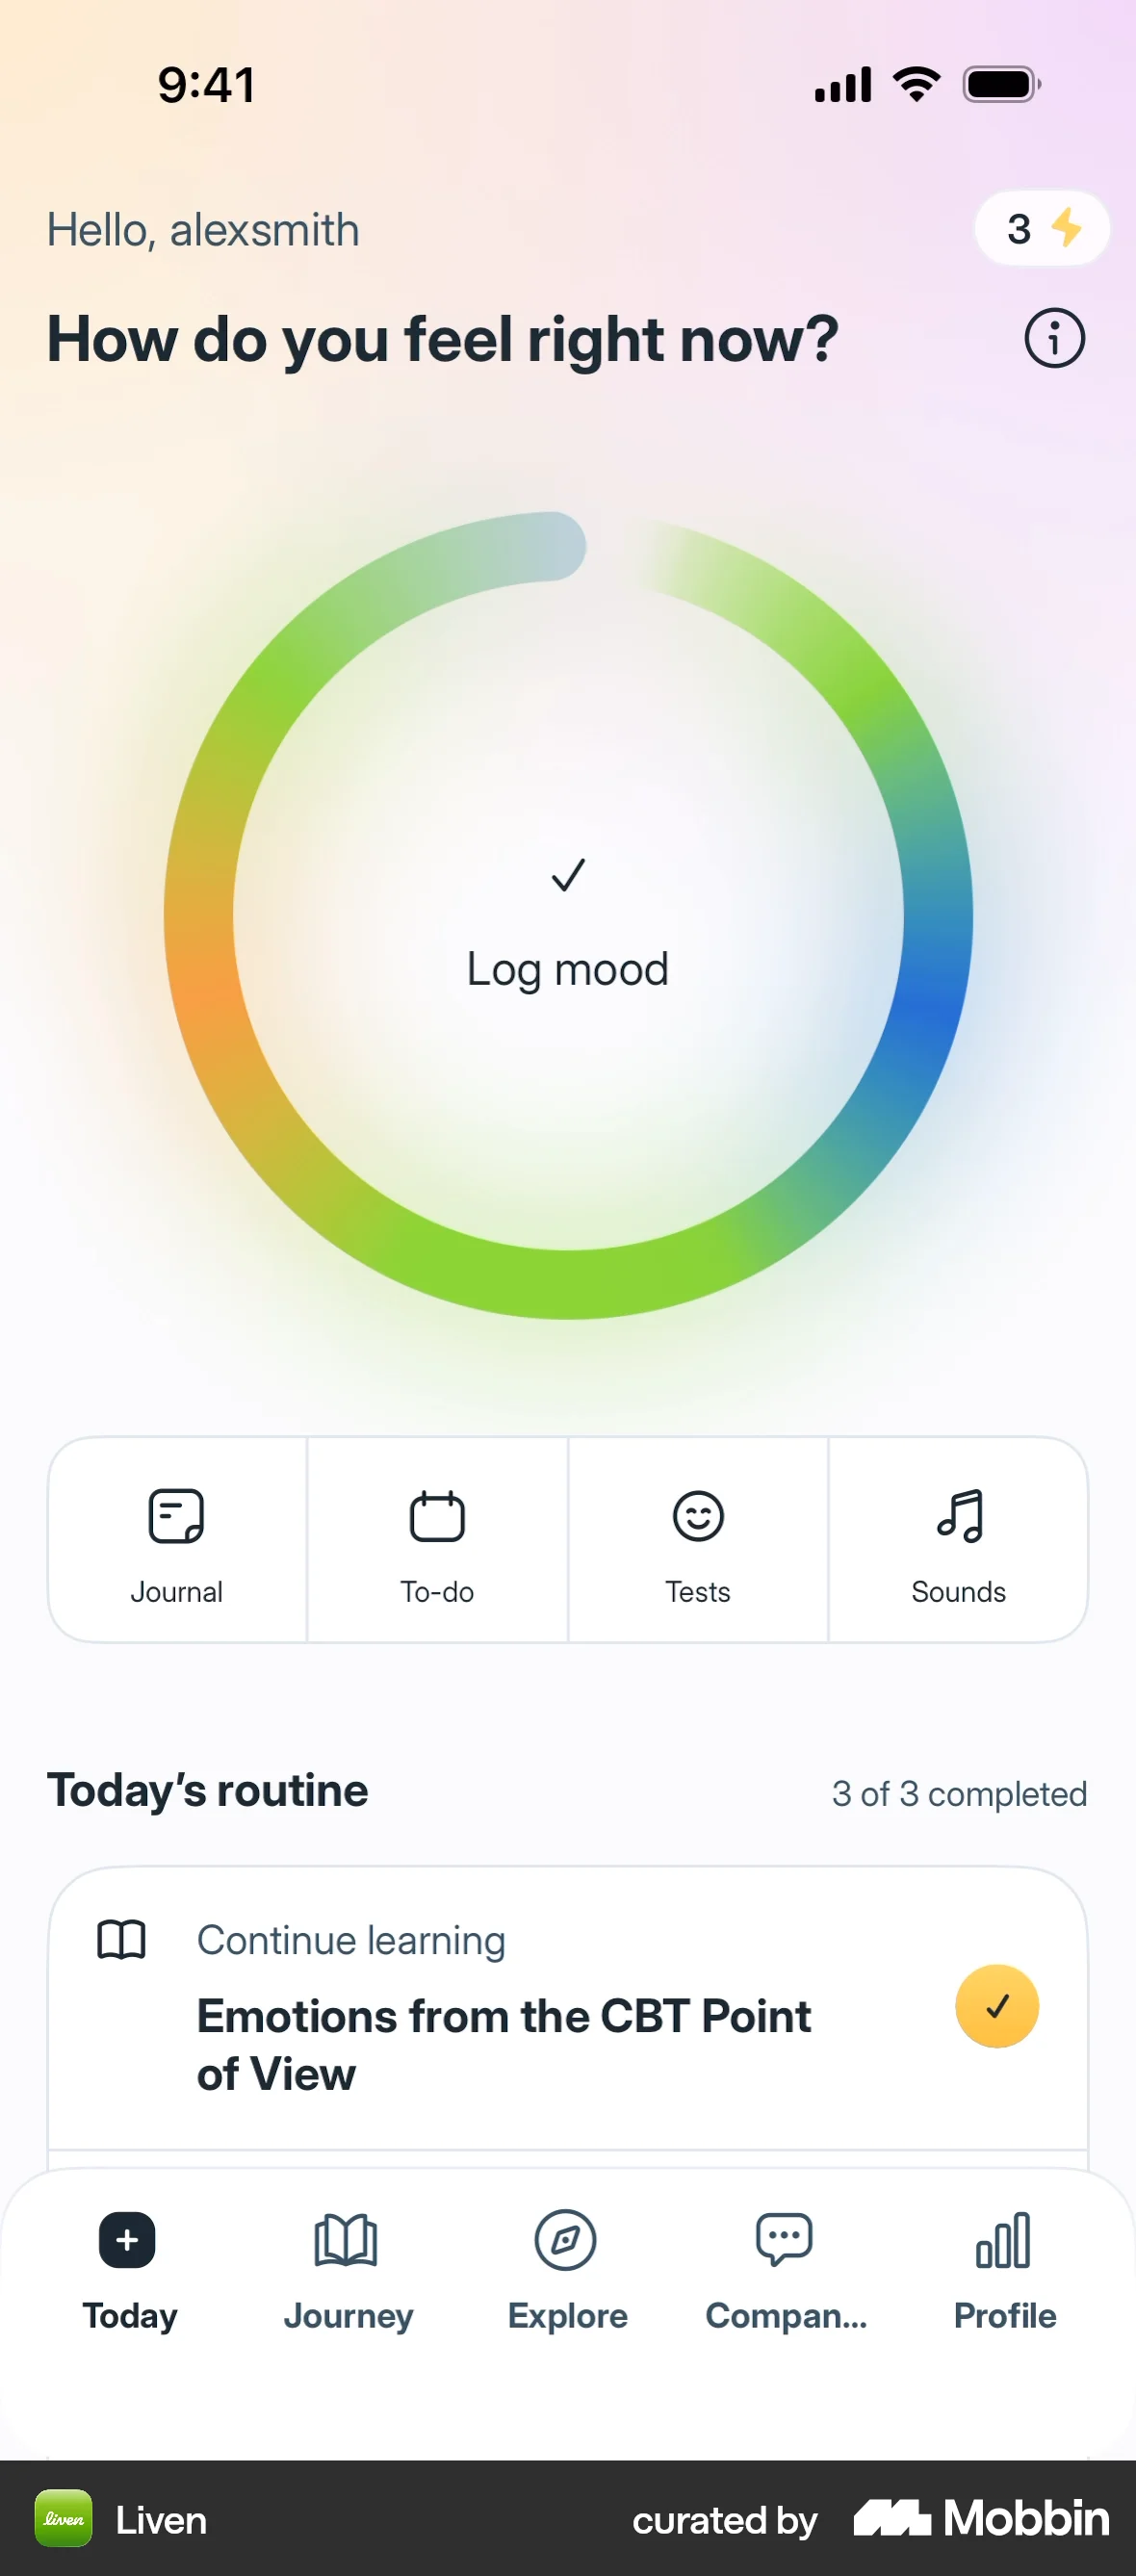 9:41
Hello, alexsmith
3
How do you feel right now?
Log mood
Journal
To-do
Tests
Sounds
Today's routine
3 of 3 completed
Continue learning
Emotions from the CBT Point
of View
Today
Journey
Explore
Compan...
Profile
liven
Liven
curated by
Mobbin